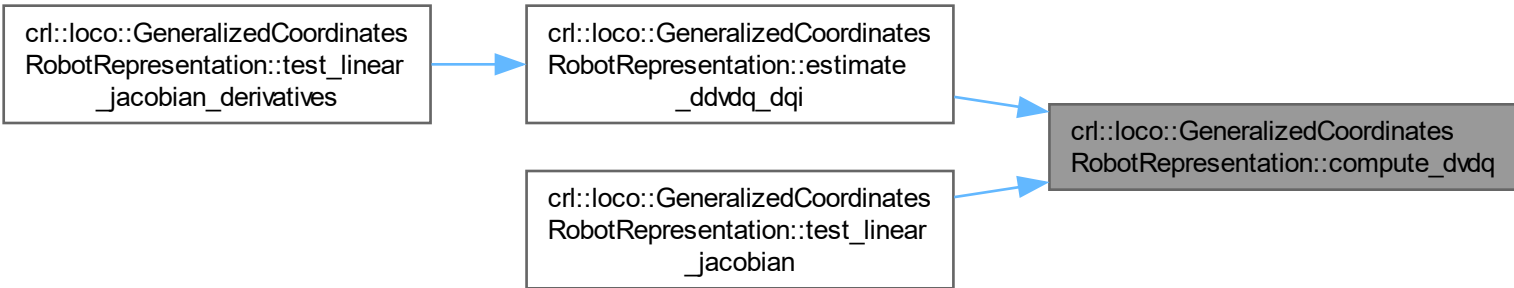 crl::loco::GeneralizedCoordinates
RobotRepresentation::test_linear
_jacobian_derivatives
crl::loco::GeneralizedCoordinates
RobotRepresentation::estimate
_ddvdq_dqi
crl::loco::GeneralizedCoordinates
RobotRepresentation::compute_dvdq
crl::loco::GeneralizedCoordinates
RobotRepresentation::test_linear
_jacobian